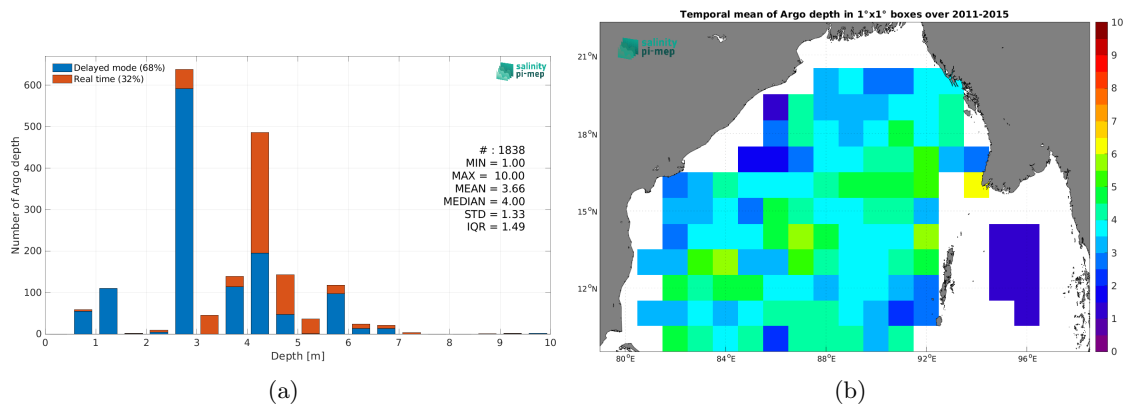 Delayed mode (68%)
Real time (32%)
salinity
pi-mep
# : 1838
MIN = 1.00
MAX = 10.00
MEAN = 3.66
MEDIAN = 4.00
STD = 1.33
IQR = 1.49
Number of Argo depth
600
500
400
300
200
100
0
0 1 2 3 4 5 6 7 8 9 10
Depth [m]
(a)
Temporal mean of Argo depth in 1°x1° boxes over 2011-2015
salinity
pi-mep
21°N
18°N
15°N
12°N
80°E 84°E 88°E 92°E 96°E
10
9
8
7
6
5
4
3
2
1
0
(b)